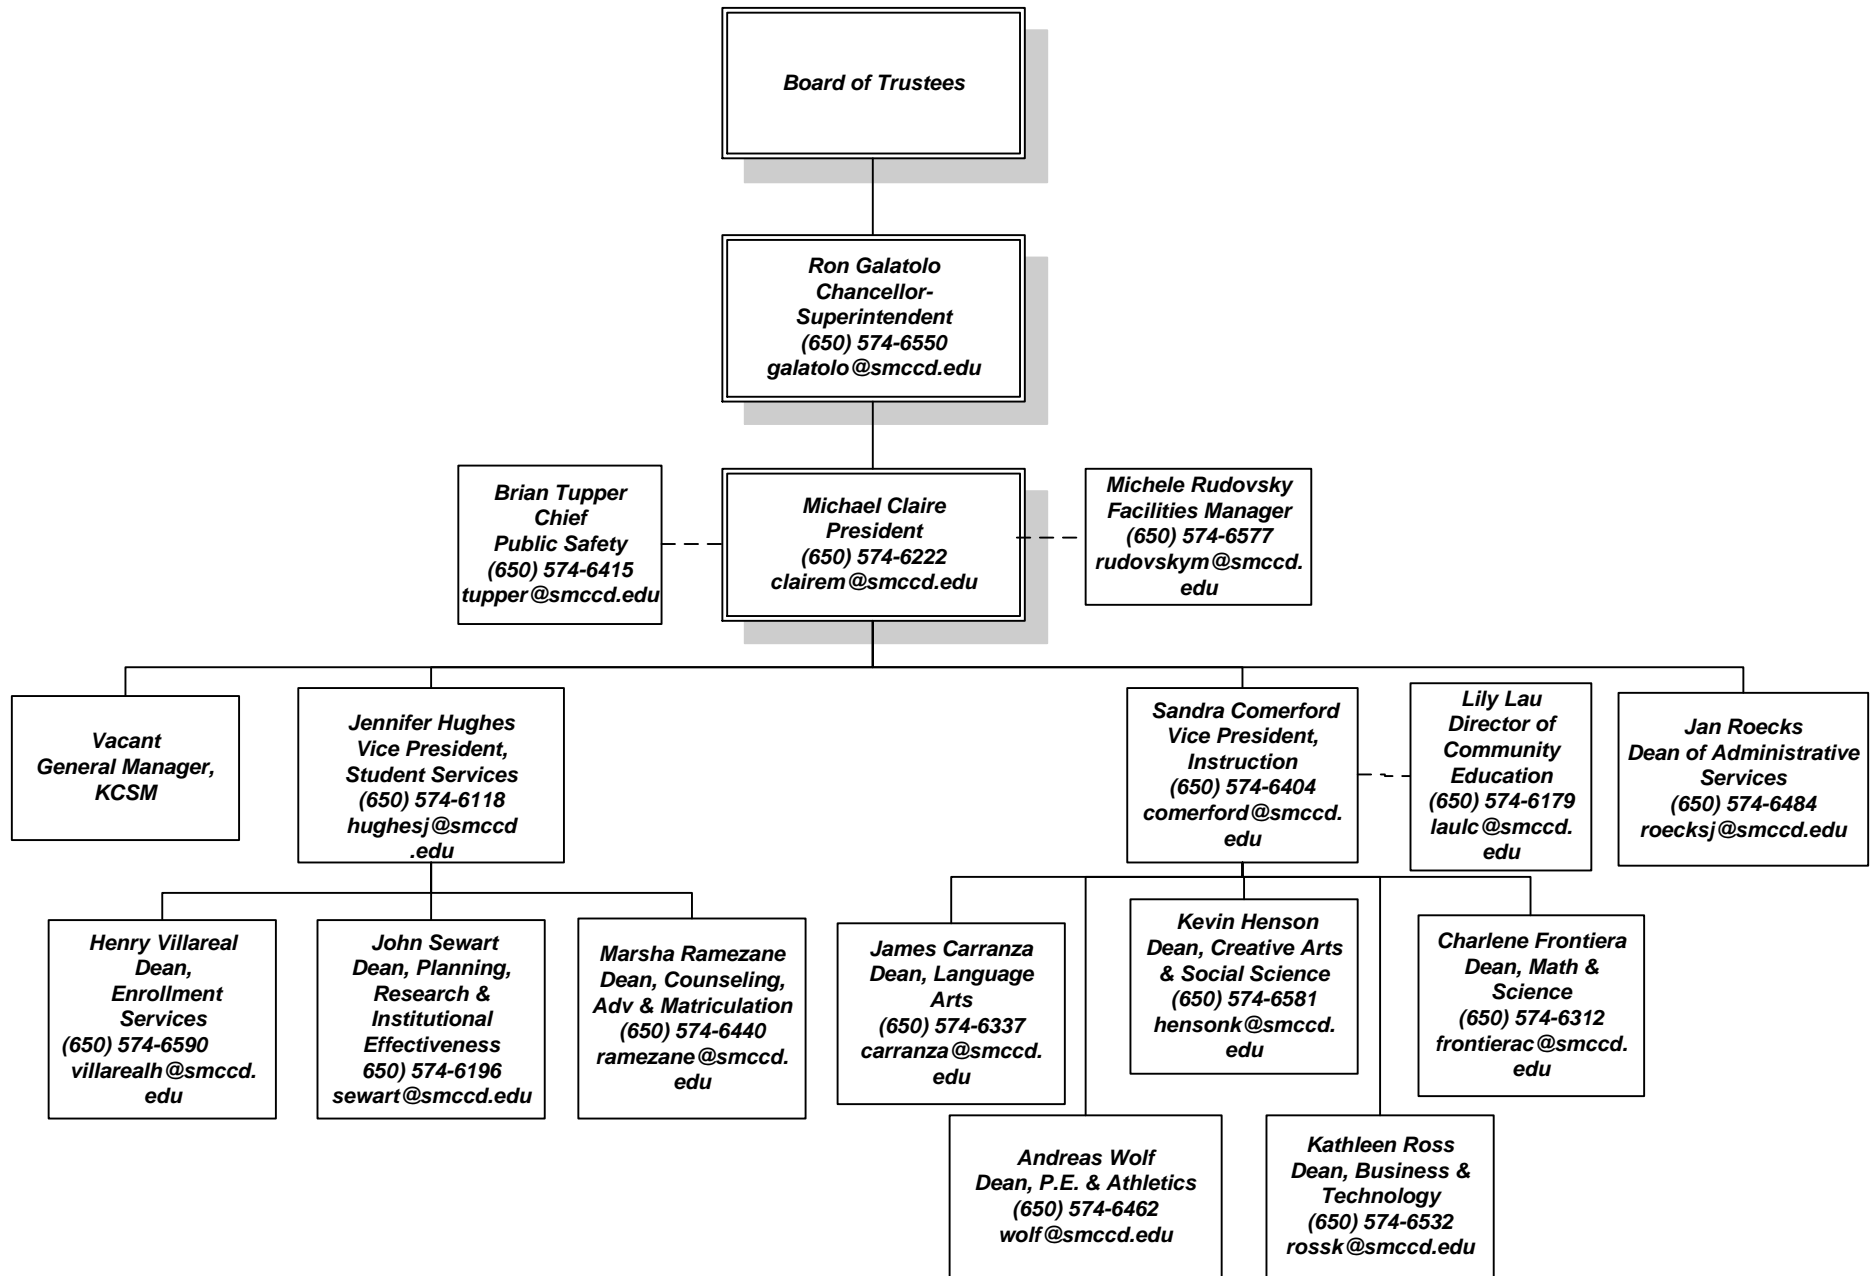 Board of Trustees
Ron Galatolo
Chancellor-
Superintendent
(650) 574-6550
galatolo@smccd.edu
Brian Tupper
Chief
Public Safety
(650) 574-6415
tupper@smccd.edu
Michael Claire
President
(650) 574-6222
clairem@smccd.edu
Michele Rudovsky
Facilities Manager
(650) 574-6577
rudovskym@smccd.
edu
Vacant
General Manager,
KCSM
Jennifer Hughes
Vice President,
Student Services
(650) 574-6118
hughesj@smccd
.edu
Sandra Comerford
Vice President,
Instruction
(650) 574-6404
comerford@smccd.
edu
Lily Lau
Director of
Community
Education
(650) 574-6179
laulc@smccd.
edu
Jan Roecks
Dean of Administrative
Services
(650) 574-6484
roecksj@smccd.edu
Henry Villareal
Dean,
Enrollment
Services
(650) 574-6590
villarealh@smccd.
edu
John Sewart
Dean, Planning,
Research &
Institutional
Effectiveness
650) 574-6196
sewart@smccd.edu
Marsha Ramezane
Dean, Counseling,
Adv & Matriculation
(650) 574-6440
ramezane@smccd.
edu
James Carranza
Dean, Language
Arts
(650) 574-6337
carranza@smccd.
edu
Kevin Henson
Dean, Creative Arts
& Social Science
(650) 574-6581
hensonk@smccd.
edu
Charlene Frontiera
Dean, Math &
Science
(650) 574-6312
frontierac@smccd.
edu
Andreas Wolf
Dean, P.E. & Athletics
(650) 574-6462
wolf@smccd.edu
Kathleen Ross
Dean, Business &
Technology
(650) 574-6532
rossk@smccd.edu